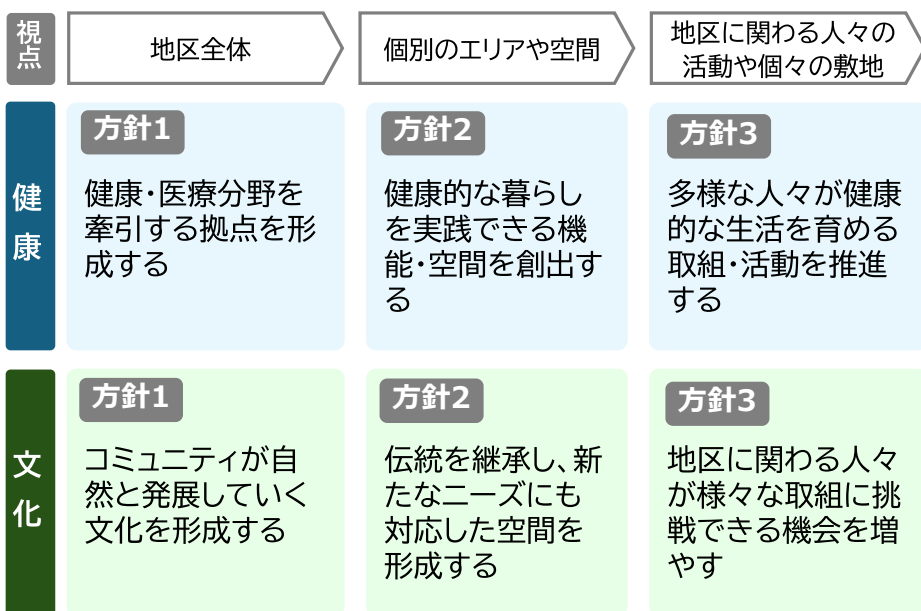 視点
地区全体
個別のエリアや空間
地区に関わる人々の
活動や個々の敷地
健康
方針1
健康・医療分野を
牽引する拠点を形
成する
方針2
健康的な暮らし
を実践できる機
能・空間を創出す
る
方針3
多様な人々が健康
的な生活を育める
取組・活動を推進
する
文化
方針1
コミュニティが自
然と発展していく
文化を形成する
方針2
伝統を継承し、新
たなニーズにも
対応した空間を
形成する
方針3
地区に関わる人々
が様々な取組に挑
戦できる機会を増
やす